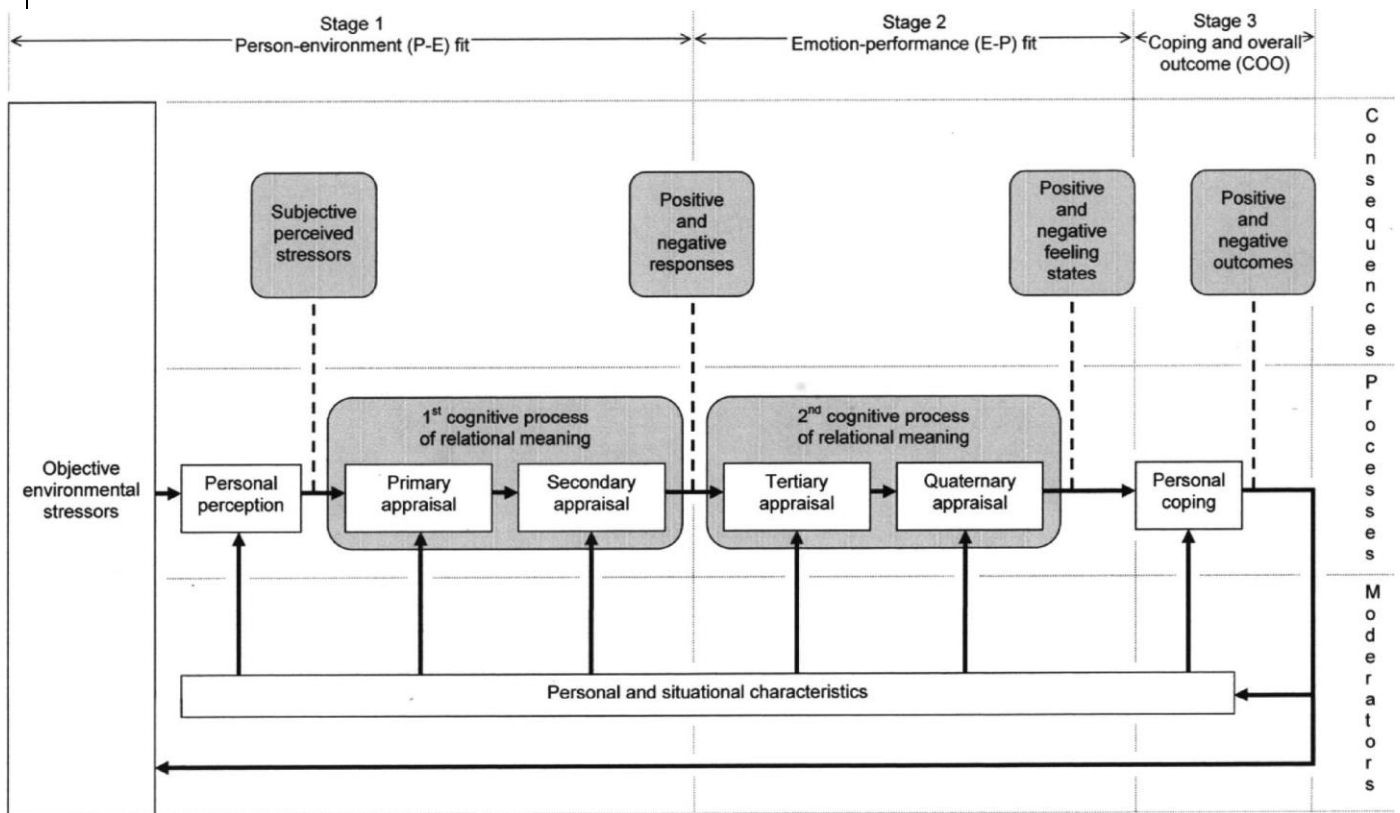 Stage 1
Person-environment (P-E) fit
Stage 2
Emotion-performance (E-P) fit
Stage 3
Coping and overall
outcome (COO)
Subjective
perceived
stressors
Positive
and
negative
responses
Positive
and
negative
feeling
states
Positive
and
negative
outcomes
Consequences
1st cognitive process
of relational meaning
2nd cognitive process
of relational meaning
Objective
environmental
stressors
Personal
perception
Primary
appraisal
Secondary
appraisal
Tertiary
appraisal
Quaternary
appraisal
Personal
coping
Processes
Personal and situational characteristics
Moderators